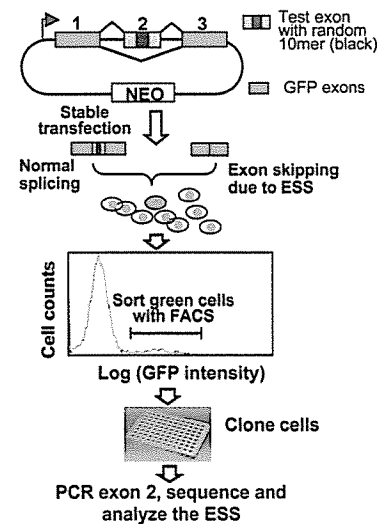 1 2 3
Test exon
with random
10mer (black)
GFP exons
NEO
Stable
transfection
Normal
splicing
Exon skipping
due to ESS
Cell counts
Sort green cells
with FACS
Log (GFP intensity)
Clone cells
PCR exon 2, sequence and
analyze the ESS